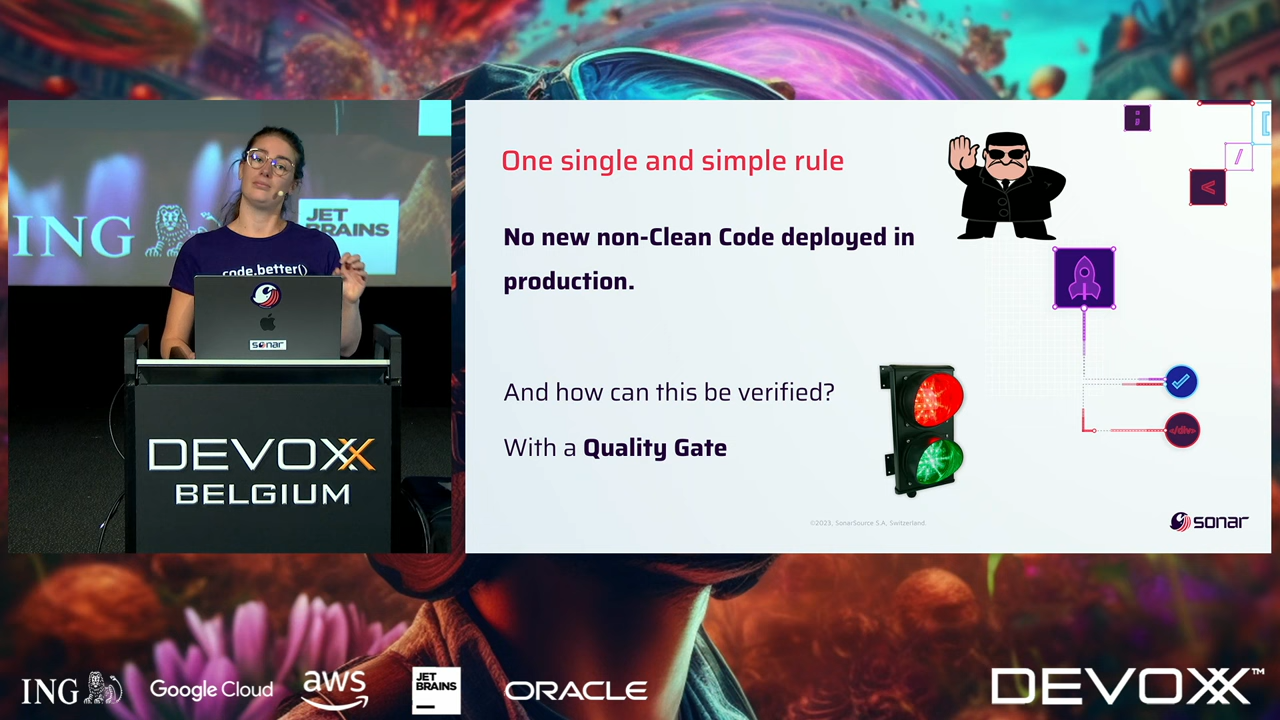 ING
JET
BRAINS
code.better()
sonar
DEVOXX
BELGIUM
One single and simple rule
No new non-Clean Code deployed in
production.
And how can this be verified?
With a Quality Gate
;
/
<
[
</div>
©2023, SonarSource S.A, Switzerland
sonar
ING
Google Cloud
aws
JET
BRAINS
ORACLE
DEVOXX™